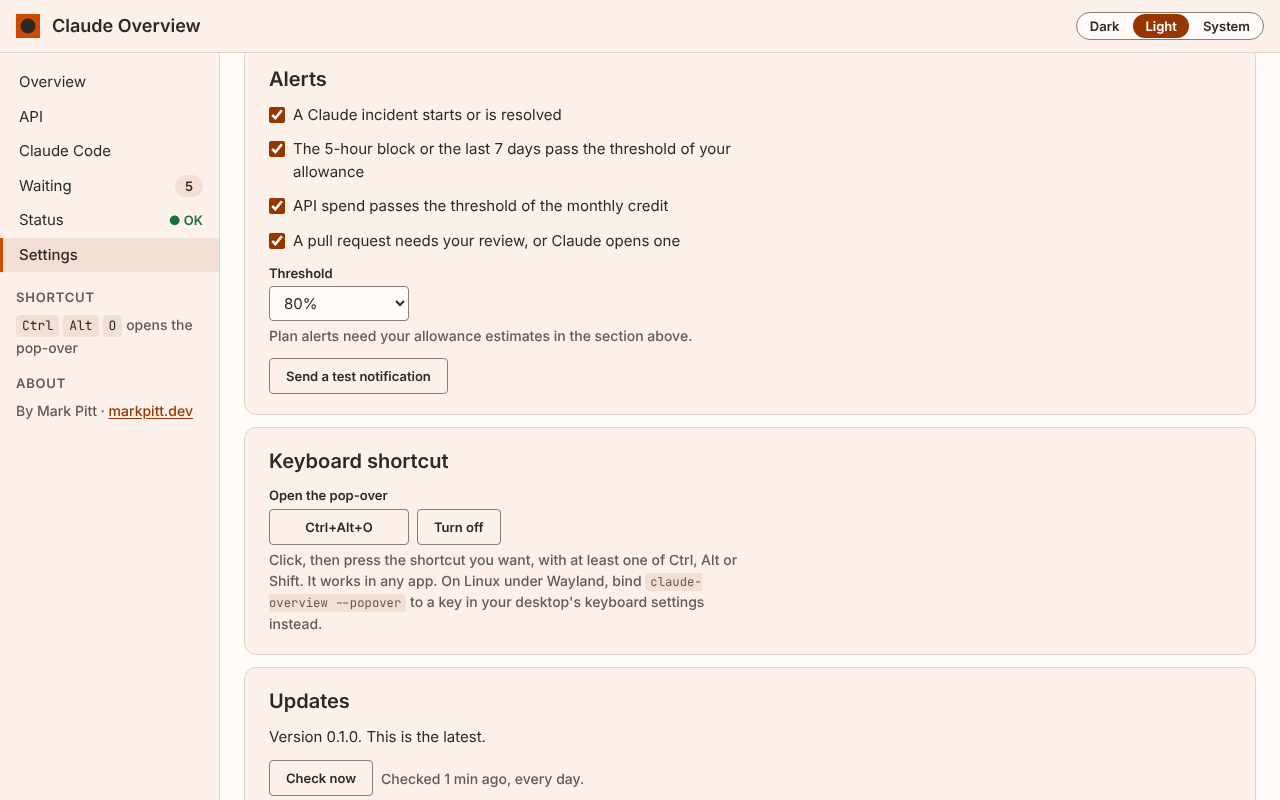 Claude Overview
Dark
Light
System
Overview
API
Claude Code
Waiting
5
Status
OK
Settings
SHORTCUT
Ctrl Alt O opens the
pop-over
ABOUT
By Mark Pitt · markpitt.dev
Alerts
A Claude incident starts or is resolved
The 5-hour block or the last 7 days pass the threshold of your
allowance
API spend passes the threshold of the monthly credit
A pull request needs your review, or Claude opens one
Threshold
80%
Plan alerts need your allowance estimates in the section above.
Send a test notification
Keyboard shortcut
Open the pop-over
Ctrl+Alt+O
Turn off
Click, then press the shortcut you want, with at least one of Ctrl, Alt or
Shift. It works in any app. On Linux under Wayland, bind claude-
overview --popover to a key in your desktop's keyboard settings
instead.
Updates
Version 0.1.0. This is the latest.
Check now
Checked 1 min ago, every day.